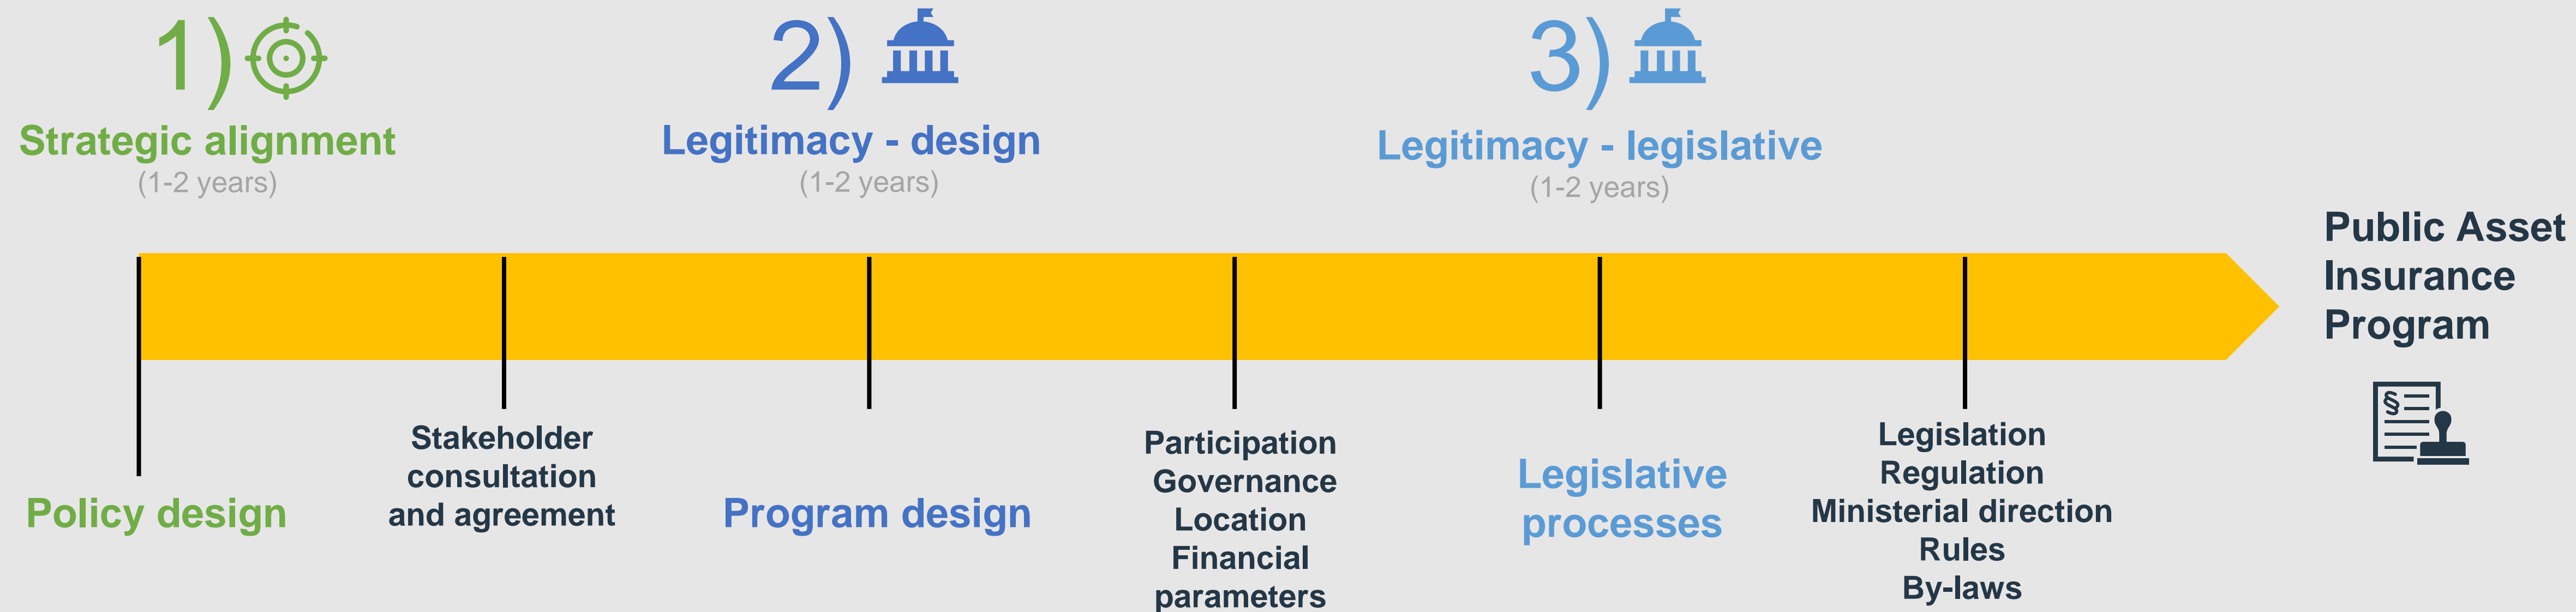 1)
Strategic alignment
(1-2 years)
2)
Legitimacy - design
(1-2 years)
3)
Legitimacy - legislative
(1-2 years)
Public Asset
Insurance
Program
§
Policy design
Stakeholder
consultation
and agreement
Program design
Participation
Governance
Location
Financial
parameters
Legislative
processes
Legislation
Regulation
Ministerial direction
Rules
By-laws